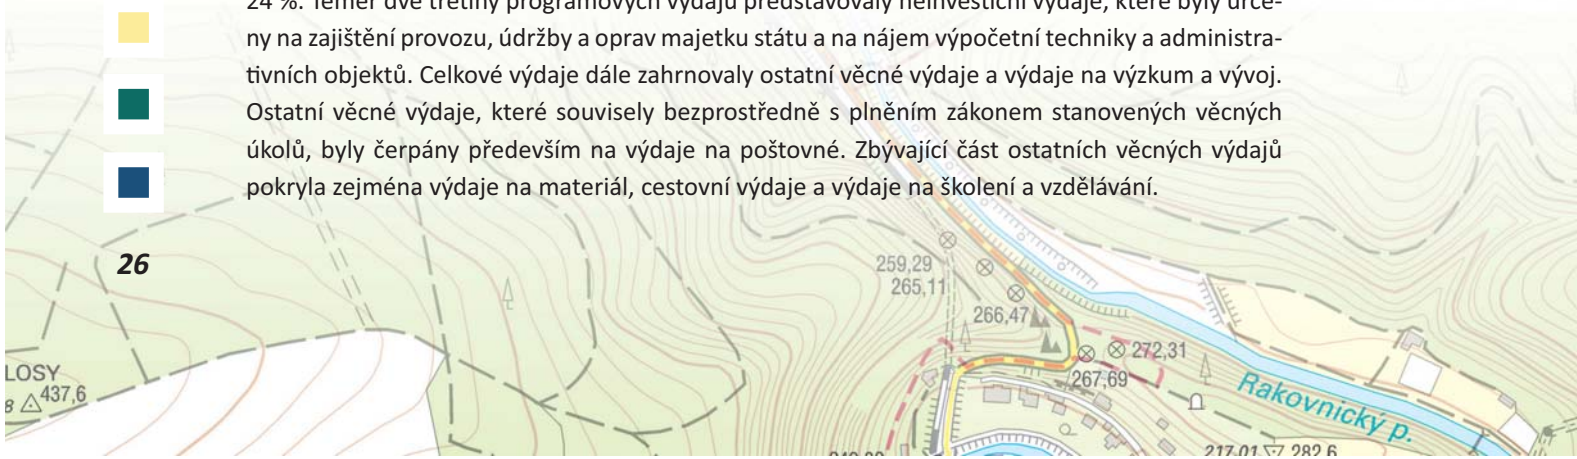 24 %. Téměř dvě třetiny programových výdajů představovaly neinvestiční výdaje, které byly urče-
ny na zajištění provozu, údržby a oprav majetku státu a na nájem výpočetní techniky a administra-
tivních objektů. Celkové výdaje dále zahrnovaly ostatní věcné výdaje a výdaje na výzkum a vývoj.
Ostatní věcné výdaje, které souvisely bezprostředně s plněním zákonem stanovených věcných
úkolů, byly čerpány především na výdaje na poštovné. Zbývající část ostatních věcných výdajů
pokryla zejména výdaje na materiál, cestovní výdaje a výdaje na školení a vzdělávání.
26
259,29
265,11
266,47
272,31
267,69
LOSY
8 437,6
Rakovnický p.
217.01 282,6